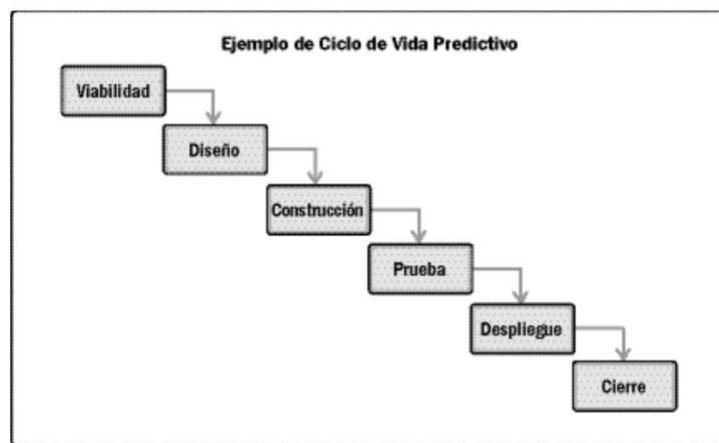 Ejemplo de Ciclo de Vida Predictivo
Viabilidad
Diseño
Construcción
Prueba
Despliegue
Cierre